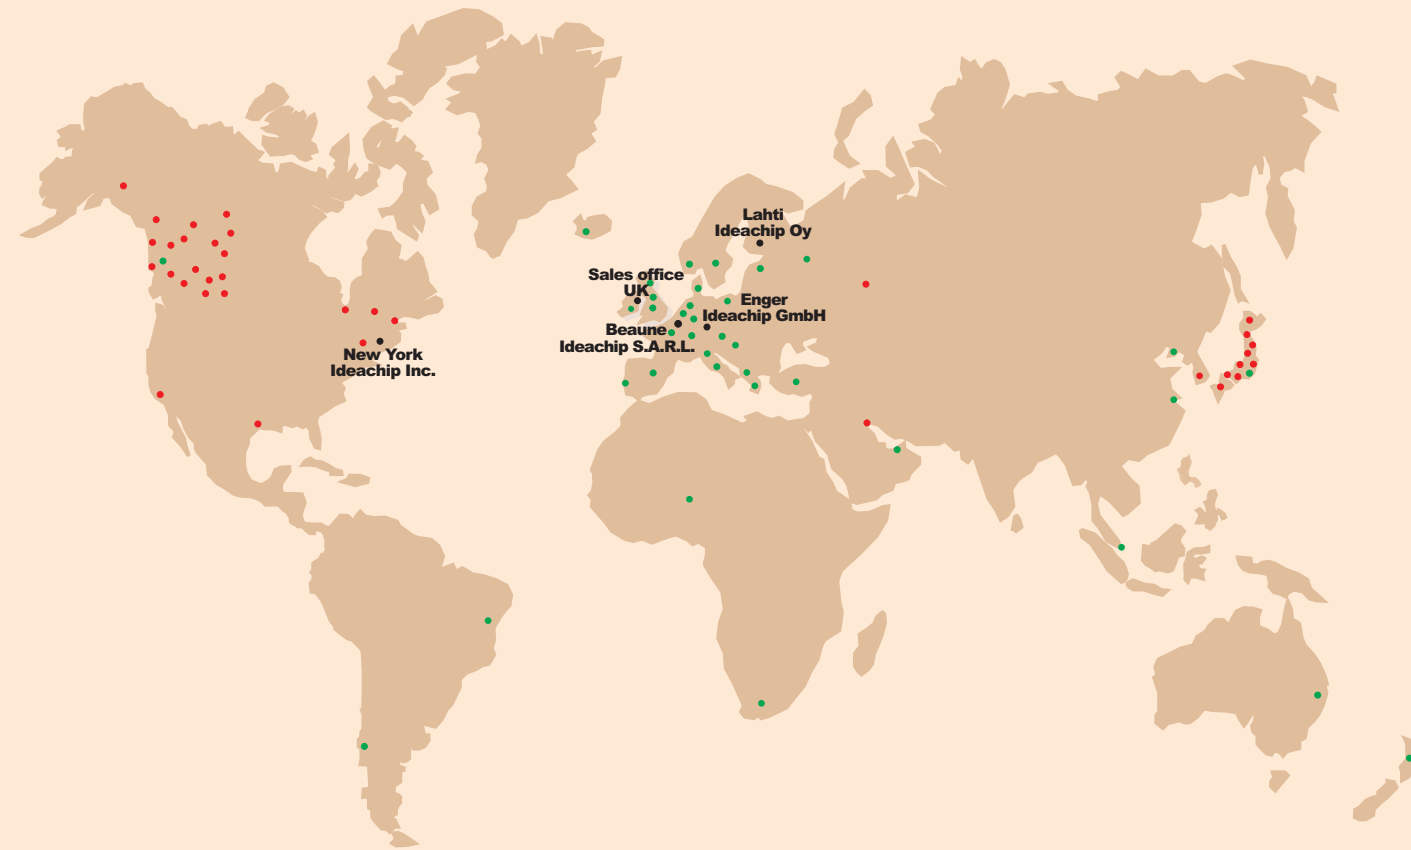 Lahti
Ideachip Oy
Sales office
UK
Enger
Ideachip GmbH
Beaune
Ideachip S.A.R.L.
New York
Ideachip Inc.